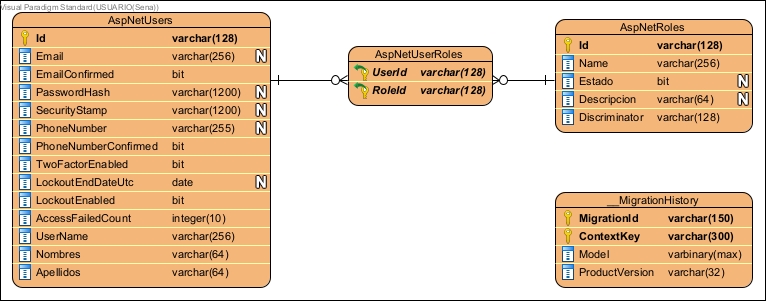 Visual Paradigm Standard(USUARIO(Sena))
AspNetUsers
Id varchar(128)
Email varchar(256) N
EmailConfirmed bit
PasswordHash varchar(1200) N
SecurityStamp varchar(1200) N
PhoneNumber varchar(255) N
PhoneNumberConfirmed bit
TwoFactorEnabled bit
LockoutEndDateUtc date N
LockoutEnabled bit
AccessFailedCount integer(10)
UserName varchar(256)
Nombres varchar(64)
Apellidos varchar(64)
AspNetUserRoles
UserId varchar(128)
RoleId varchar(128)
AspNetRoles
Id varchar(128)
Name varchar(256)
Estado bit N
Descripcion varchar(64) N
Discriminator varchar(128)
__MigrationHistory
MigrationId varchar(150)
ContextKey varchar(300)
Model varbinary(max)
ProductVersion varchar(32)